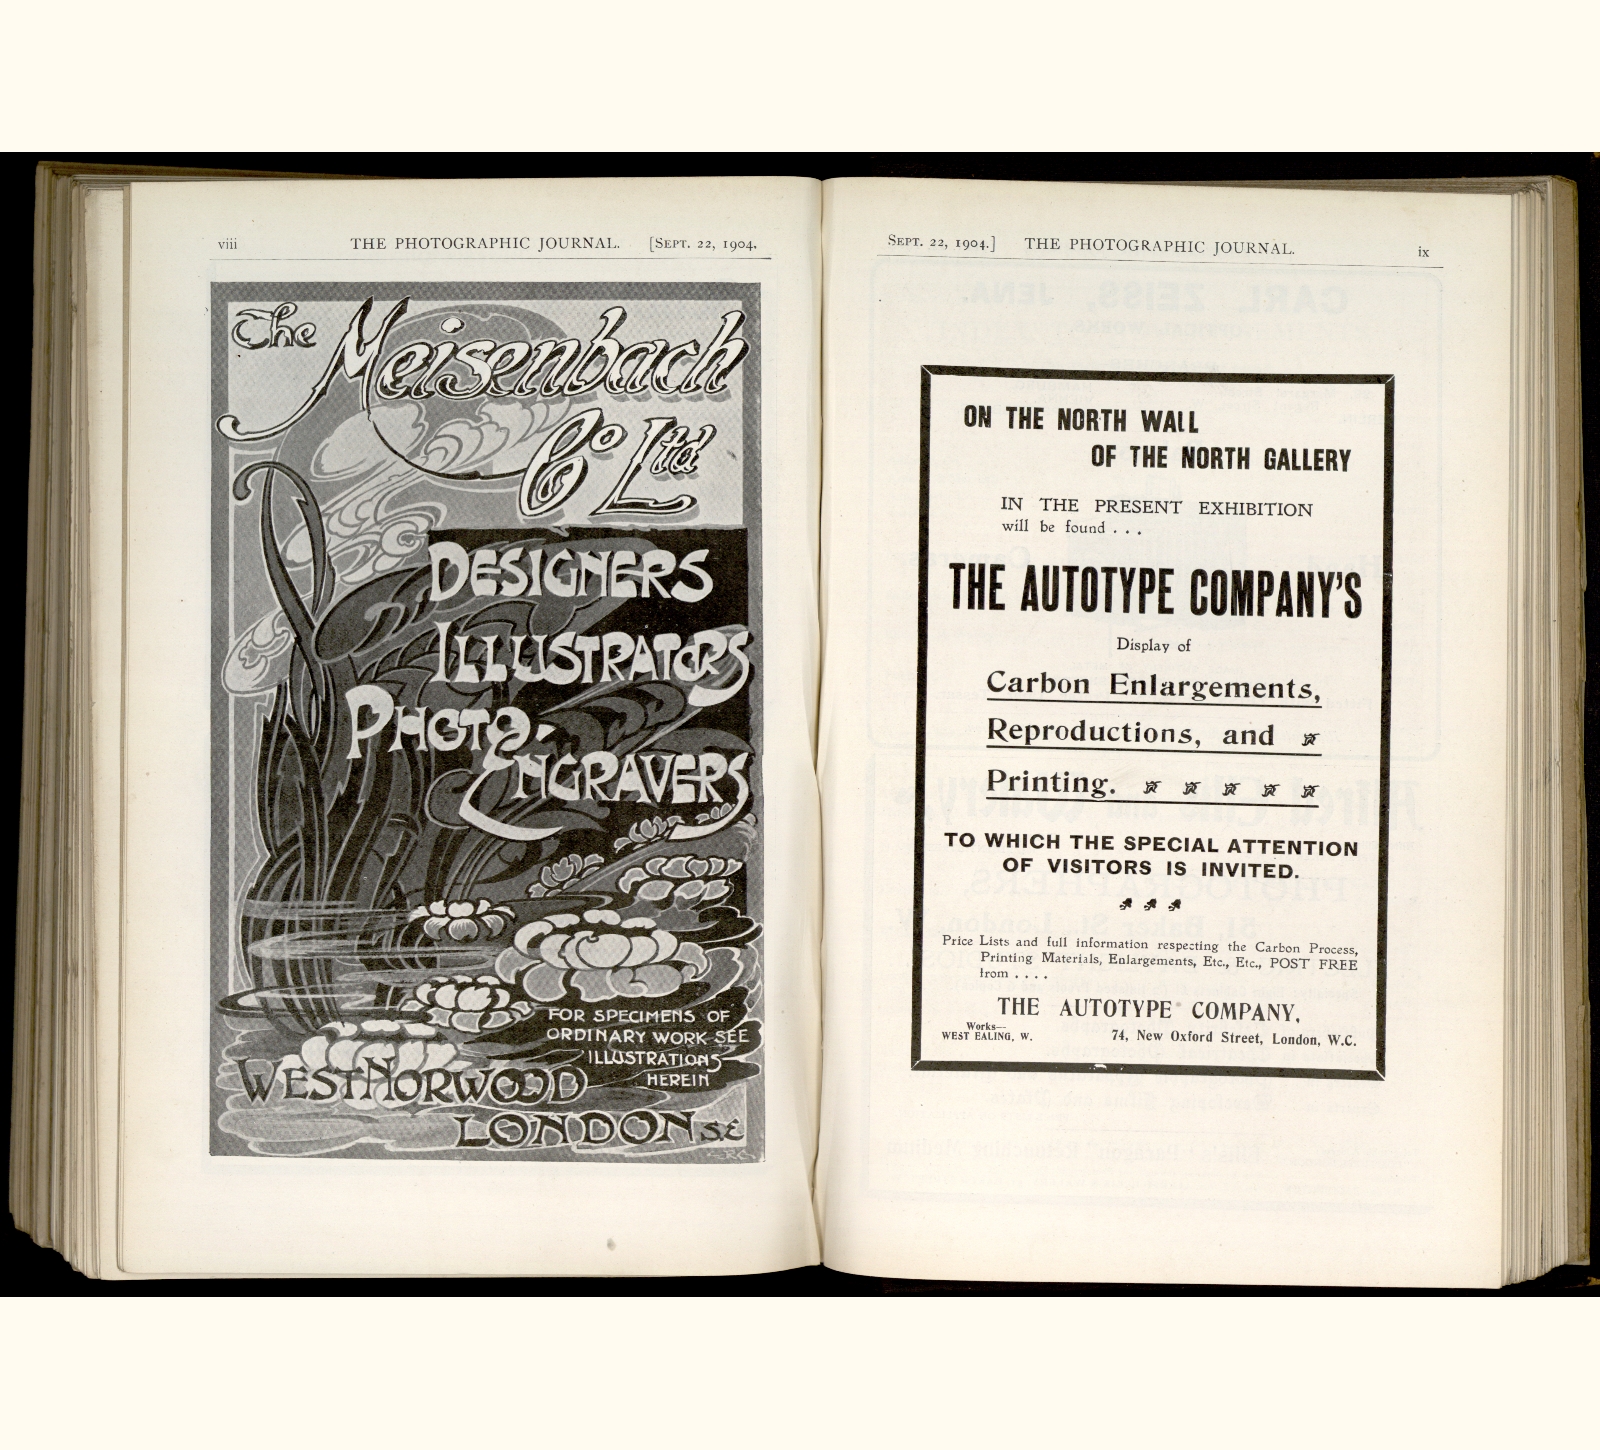 viii THE PHOTOGRAPHIC JOURNAL. [SEPT. 22, 1904.
The Meisenbach
Co Ltd
DESIGNERS
ILLUSTRATORS
PHOTO-
ENGRAVERS
FOR SPECIMENS OF
ORDINARY WORK SEE
ILLUSTRATIONS
HEREIN
WEST NORWOOD
LONDON S.E
SEPT. 22, 1904.] THE PHOTOGRAPHIC JOURNAL. ix
ON THE NORTH WALL
OF THE NORTH GALLERY
IN THE PRESENT EXHIBITION
will be found . . .
THE AUTOTYPE COMPANY'S
Display of
Carbon Enlargements,
Reproductions, and
Printing.
TO WHICH THE SPECIAL ATTENTION
OF VISITORS IS INVITED.
Price Lists and full information respecting the Carbon Process,
Printing Materials, Enlargements, Etc., Etc., POST FREE
from . . . .
THE AUTOTYPE COMPANY,
Works—
WEST EALING, W. 74, New Oxford Street, London, W.C.